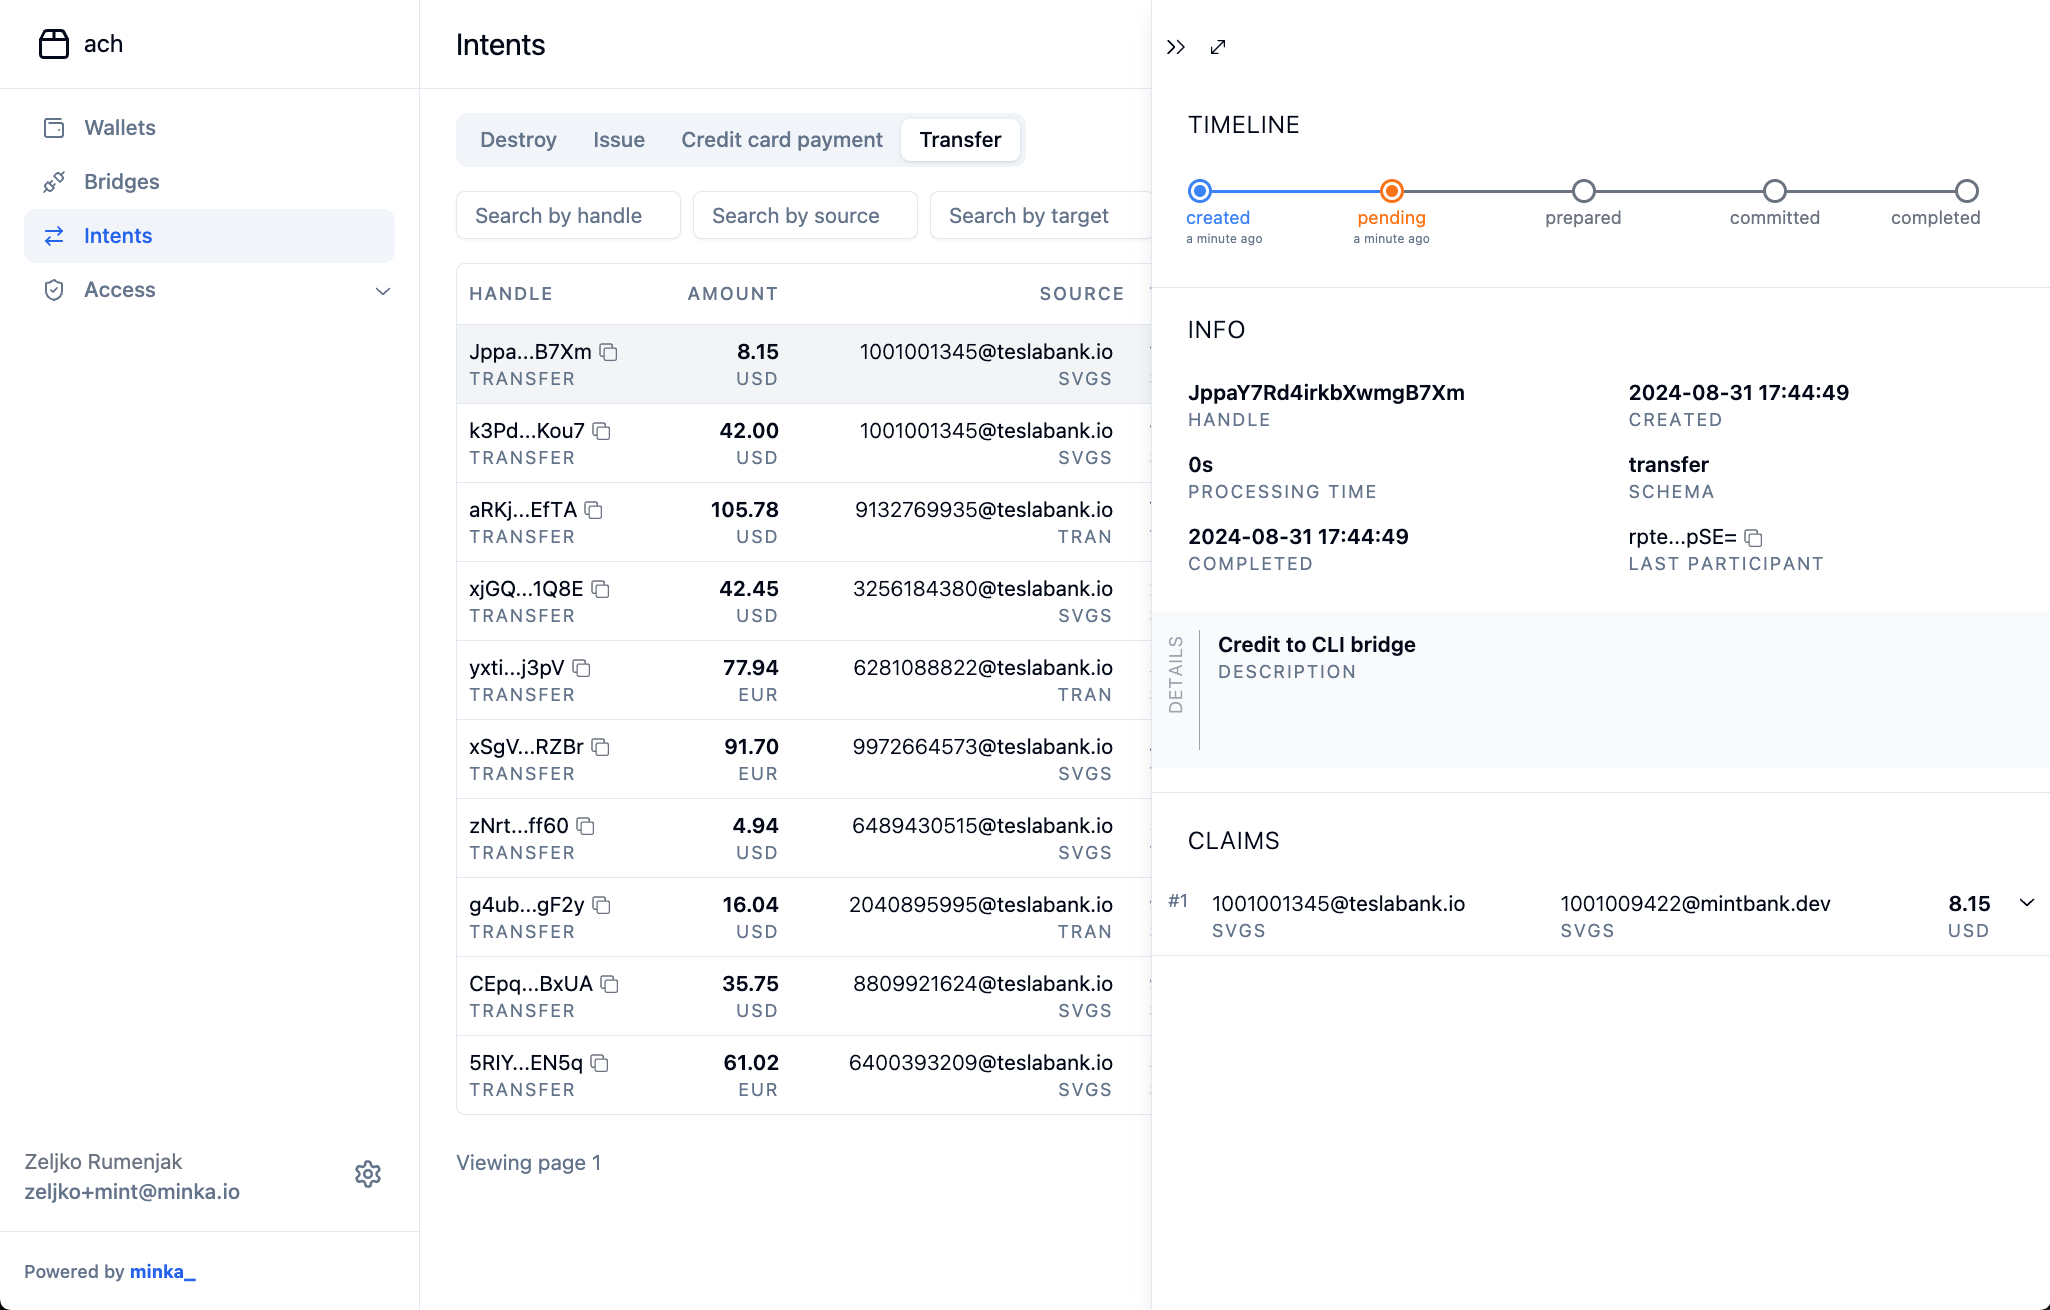 ach
Wallets
Bridges
Intents
Access
Zeljko Rumenjak
zeljko+mint@minka.io
Powered by minka_
Intents
Destroy Issue Credit card payment Transfer
Search by handle Search by source Search by target
HANDLE AMOUNT SOURCE
Jppa...B7Xm 8.15 1001001345@teslabank.io
TRANSFER USD SVGS
k3Pd...Kou7 42.00 1001001345@teslabank.io
TRANSFER USD SVGS
aRKj...EfTA 105.78 9132769935@teslabank.io
TRANSFER USD TRAN
xjGQ...1Q8E 42.45 3256184380@teslabank.io
TRANSFER USD SVGS
yxti...j3pV 77.94 6281088822@teslabank.io
TRANSFER EUR TRAN
xSgV...RZBr 91.70 9972664573@teslabank.io
TRANSFER EUR SVGS
zNrt...ff60 4.94 6489430515@teslabank.io
TRANSFER USD SVGS
g4ub...gF2y 16.04 2040895995@teslabank.io
TRANSFER USD TRAN
CEpq...BxUA 35.75 8809921624@teslabank.io
TRANSFER USD SVGS
5RIY...EN5q 61.02 6400393209@teslabank.io
TRANSFER EUR SVGS
Viewing page 1
TIMELINE
created pending prepared committed completed
a minute ago a minute ago
INFO
JppaY7Rd4irkbXwmgB7Xm 2024-08-31 17:44:49
HANDLE CREATED
0s transfer
PROCESSING TIME SCHEMA
2024-08-31 17:44:49 rpte...pSE=
COMPLETED LAST PARTICIPANT
DETAILS
Credit to CLI bridge
DESCRIPTION
CLAIMS
#1 1001001345@teslabank.io 1001009422@mintbank.dev 8.15
SVGS SVGS USD